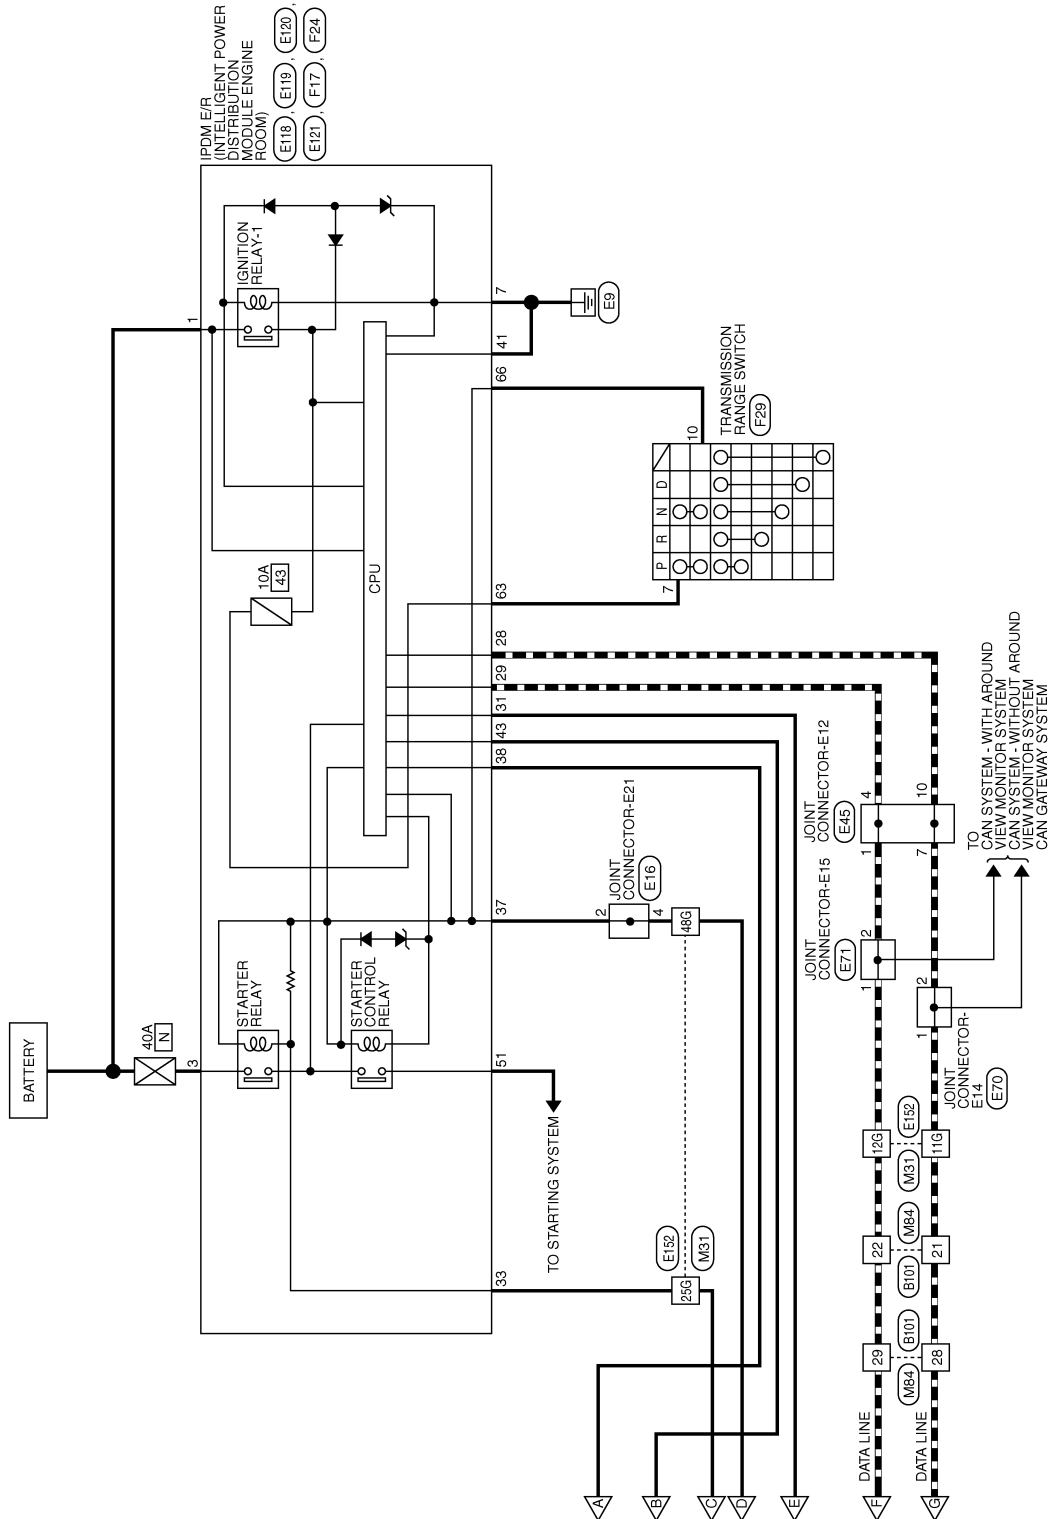 BATTERY
40A
N
3
1
IPDM E/R
(INTELLIGENT POWER
DISTRIBUTION
MODULE ENGINE
ROOM)
E118 , E119 , E120 ,
E121 , F17 , F24
STARTER
RELAY
STARTER
CONTROL
RELAY
10A
43
IGNITION
RELAY-1
CPU
33
51
37
38
43
31
29
28
63
66
41
7
E9
TO STARTING SYSTEM
2
4
JOINT
CONNECTOR-E21
E16
48G
25G
E152
M31
7
10
P
R
N
D
TRANSMISSION
RANGE SWITCH
F29
JOINT
CONNECTOR-E12
E45
4
1
10
7
JOINT
CONNECTOR-E15
E71
2
1
2
1
JOINT
CONNECTOR-
E14
E70
TO
CAN SYSTEM - WITH AROUND
VIEW MONITOR SYSTEM
CAN SYSTEM - WITHOUT AROUND
VIEW MONITOR SYSTEM
CAN GATEWAY SYSTEM
12G
11G
M31
E152
22
21
B101
M84
29
28
M84
B101
DATA LINE
DATA LINE
A
B
C
D
E
F
G